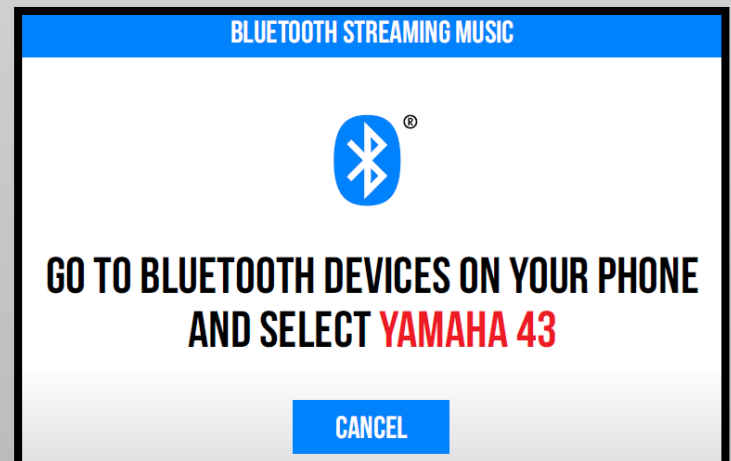 BLUETOOTH STREAMING MUSIC
®
GO TO BLUETOOTH DEVICES ON YOUR PHONE
AND SELECT YAMAHA 43
CANCEL